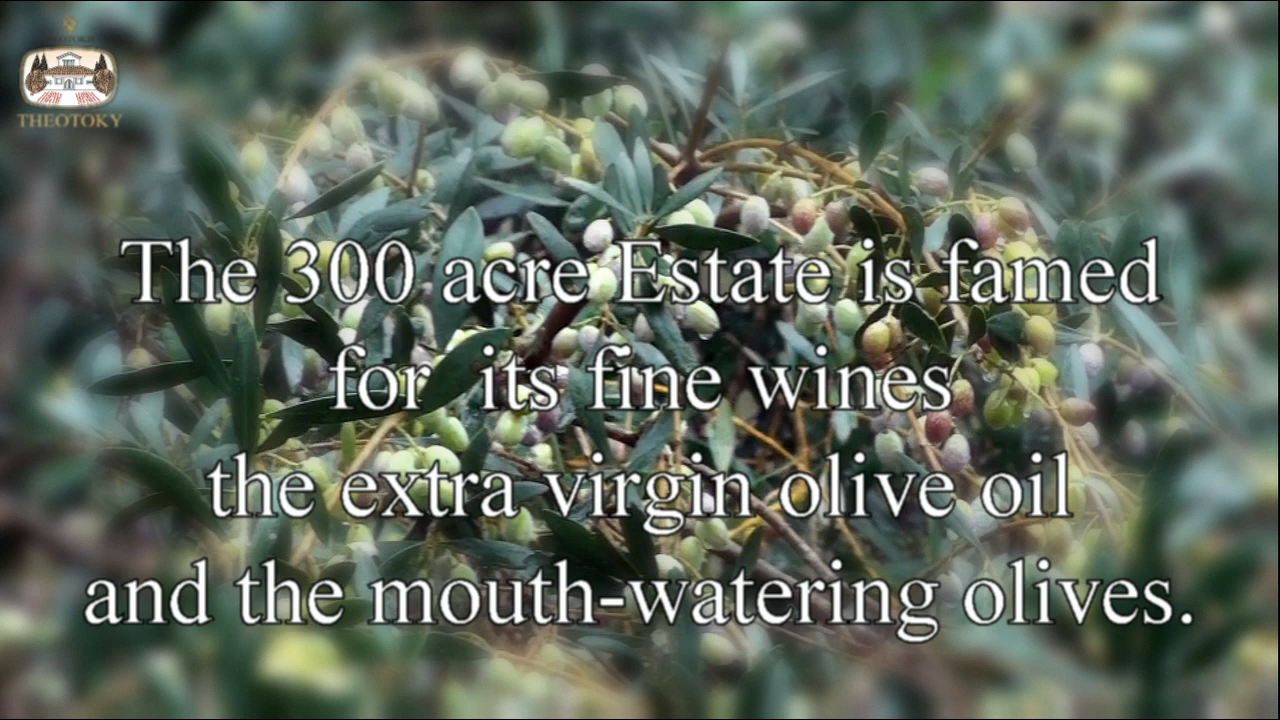 THEOTOKY
The 300 acre Estate is famed
for its fine wines
the extra virgin olive oil
and the mouth-watering olives.